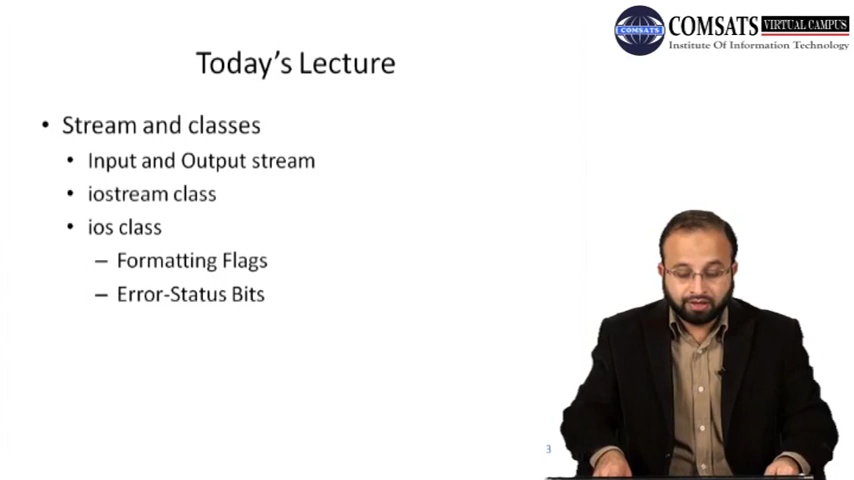 COMSATS
COMSATS VIRTUAL CAMPUS
Institute Of Information Technology
Today's Lecture
• Stream and classes
• Input and Output stream
• iostream class
• ios class
– Formatting Flags
– Error-Status Bits
3